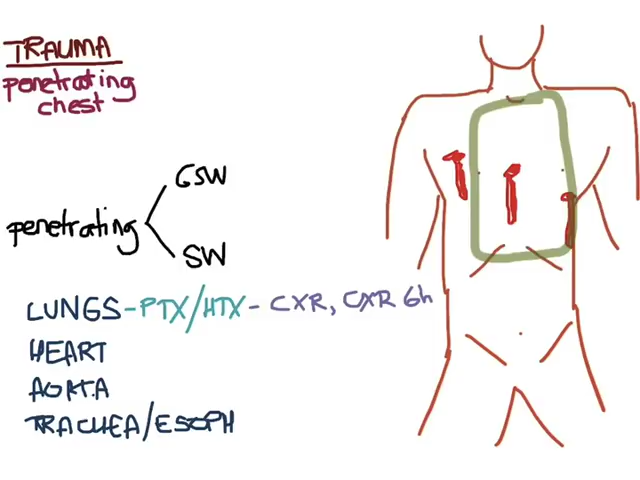 TRAUMA
penetrating
chest
GSW
penetrating
SW
LUNGS - PTX/HTX - CXR, CXR 6h
HEART
AORTA
TRACHEA/ESOPH